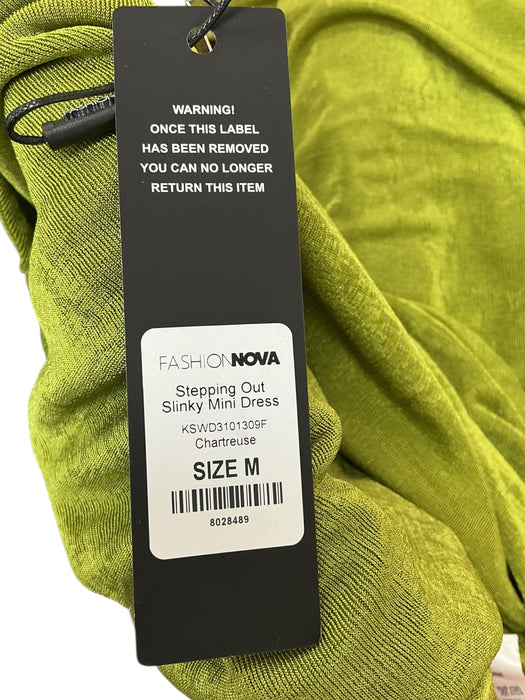 WARNING!
ONCE THIS LABEL
HAS BEEN REMOVED
YOU CAN NO LONGER
RETURN THIS ITEM
FASHIONNOVA
Stepping Out
Slinky Mini Dress
KSWD3101309F
Chartreuse
SIZE M
8028489